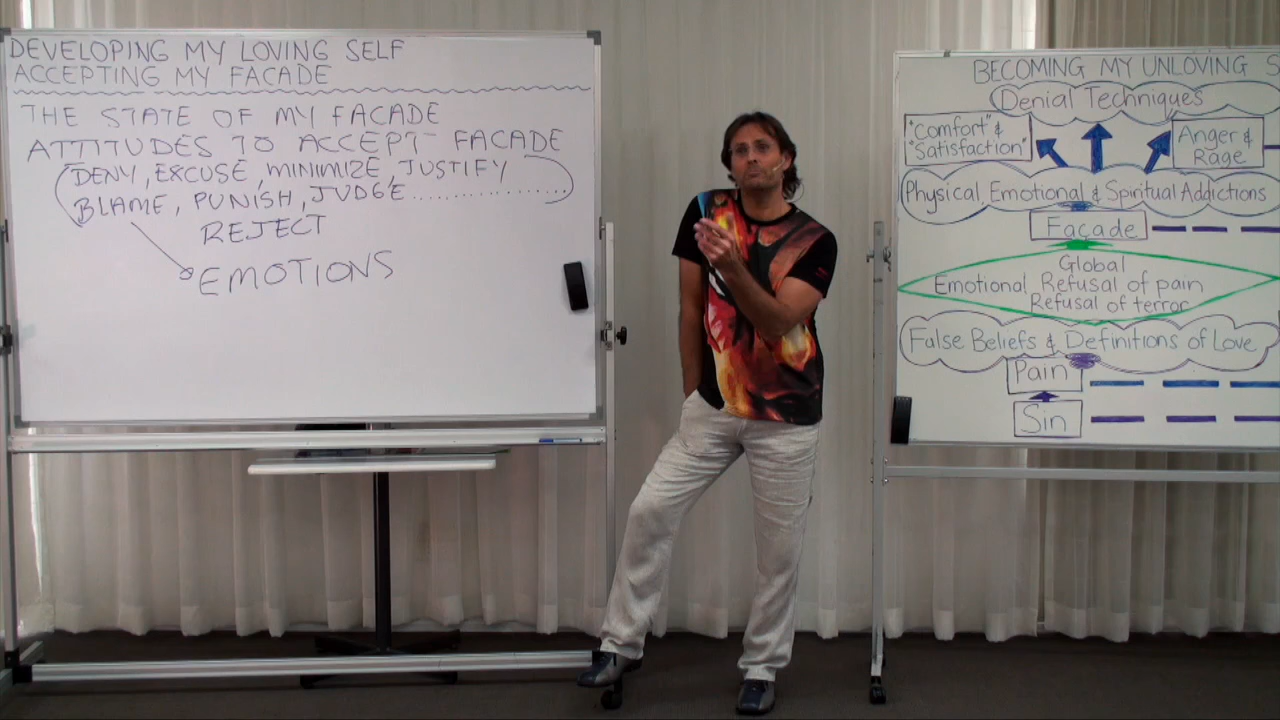 DEVELOPING MY LOVING SELF
ACCEPTING MY FACADE
THE STATE OF MY FACADE
ATTITUDES TO ACCEPT FACADE
DENY, EXCUSE, MINIMIZE, JUSTIFY
BLAME, PUNISH, JUDGE................
REJECT
EMOTIONS
BECOMING MY UNLOVING S
Denial Techniques
"Comfort" &
"Satisfaction"
Anger &
Rage
Physical, Emotional & Spiritual Addictions
Façade
Global
Emotional Refusal of pain
Refusal of terror
False Beliefs & Definitions of Love
Pain
Sin